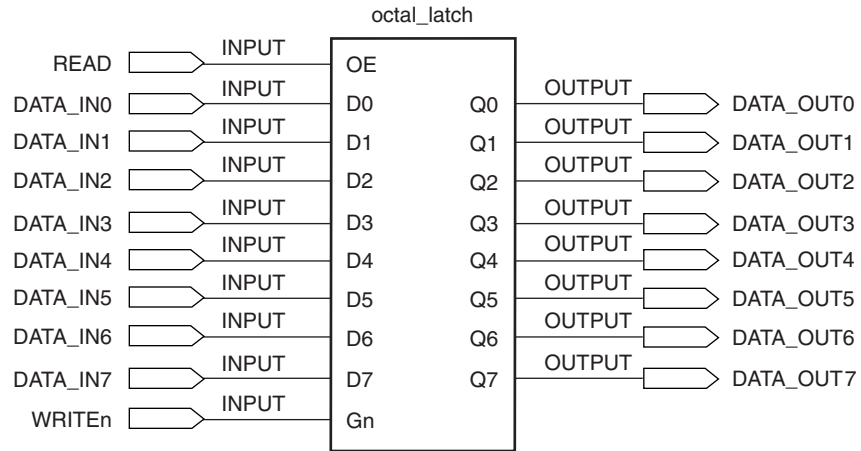 octal_latch
READ INPUT OE
DATA_IN0 INPUT D0 Q0 OUTPUT DATA_OUT0
DATA_IN1 INPUT D1 Q1 OUTPUT DATA_OUT1
DATA_IN2 INPUT D2 Q2 OUTPUT DATA_OUT2
DATA_IN3 INPUT D3 Q3 OUTPUT DATA_OUT3
DATA_IN4 INPUT D4 Q4 OUTPUT DATA_OUT4
DATA_IN5 INPUT D5 Q5 OUTPUT DATA_OUT5
DATA_IN6 INPUT D6 Q6 OUTPUT DATA_OUT6
DATA_IN7 INPUT D7 Q7 OUTPUT DATA_OUT7
WRITEn INPUT Gn